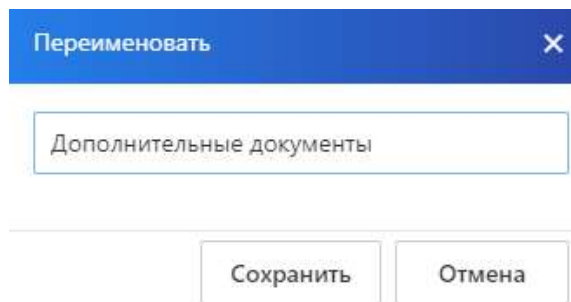 Переименовать
Дополнительные документы
Сохранить Отмена